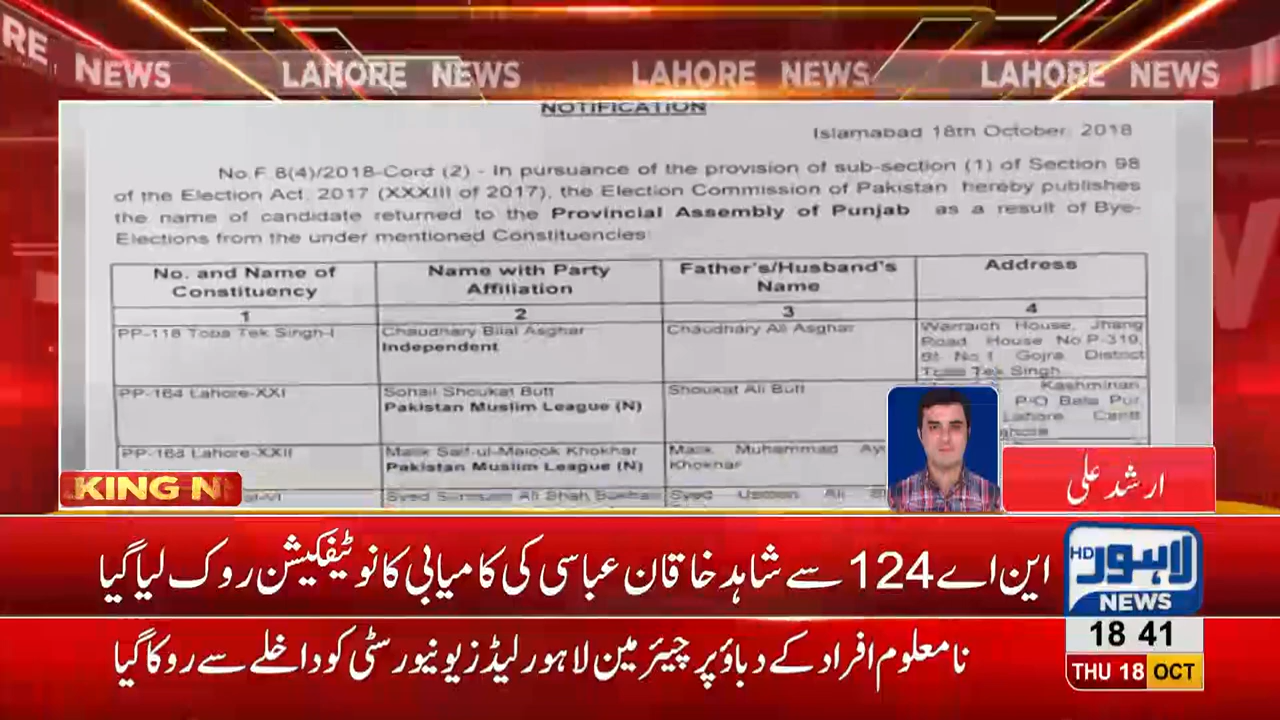 RE
NEWS
LAHORE NEWS
LAHORE NEWS
LAHORE NEWS
NOTIFICATION
Islamabad 18th October, 2018
No.F.8(4)/2018-Cord (2) - In pursuance of the provision of sub-section (1) of Section 98
of the Election Act, 2017 (XXXIII of 2017), the Election Commission of Pakistan hereby publishes
the name of candidate returned to the Provincial Assembly of Punjab as a result of Bye-
Elections from the under mentioned Constituencies:
No. and Name of Constituency
Name with Party Affiliation
Father's/Husband's Name
Address
1
2
3
4
PP-118 Toba Tek Singh-I
Chaudhary Bilal Asghar
Independent
Chaudhary Ali Asghar
Warraich House, Jhang
Road House No.P-319,
St No.1 Gojra District
Toba Tek Singh
PP-164 Lahore-XXI
Sohail Shoukat Butt
Pakistan Muslim League (N)
Shoukat Ali Butt
Kashminan
P/O Bata Pur
Lahore Cantt
Malik Saif-ul-Malook Khokhar
Pakistan Muslim League (N)
Malik Muhammad
Khokhar
Ali Shah
KING N
ارشد علی
این اے 124 سے شاہد خاقان عباسی کی کامیابی کا نوٹیفکیشن روک لیا گیا
HD لاہور
NEWS
نامعلوم افراد کے دباؤ پر چیئرمین لاہور لیڈز یونیورسٹی کو داخلے سے روکا گیا
18 41
THU 18 OCT